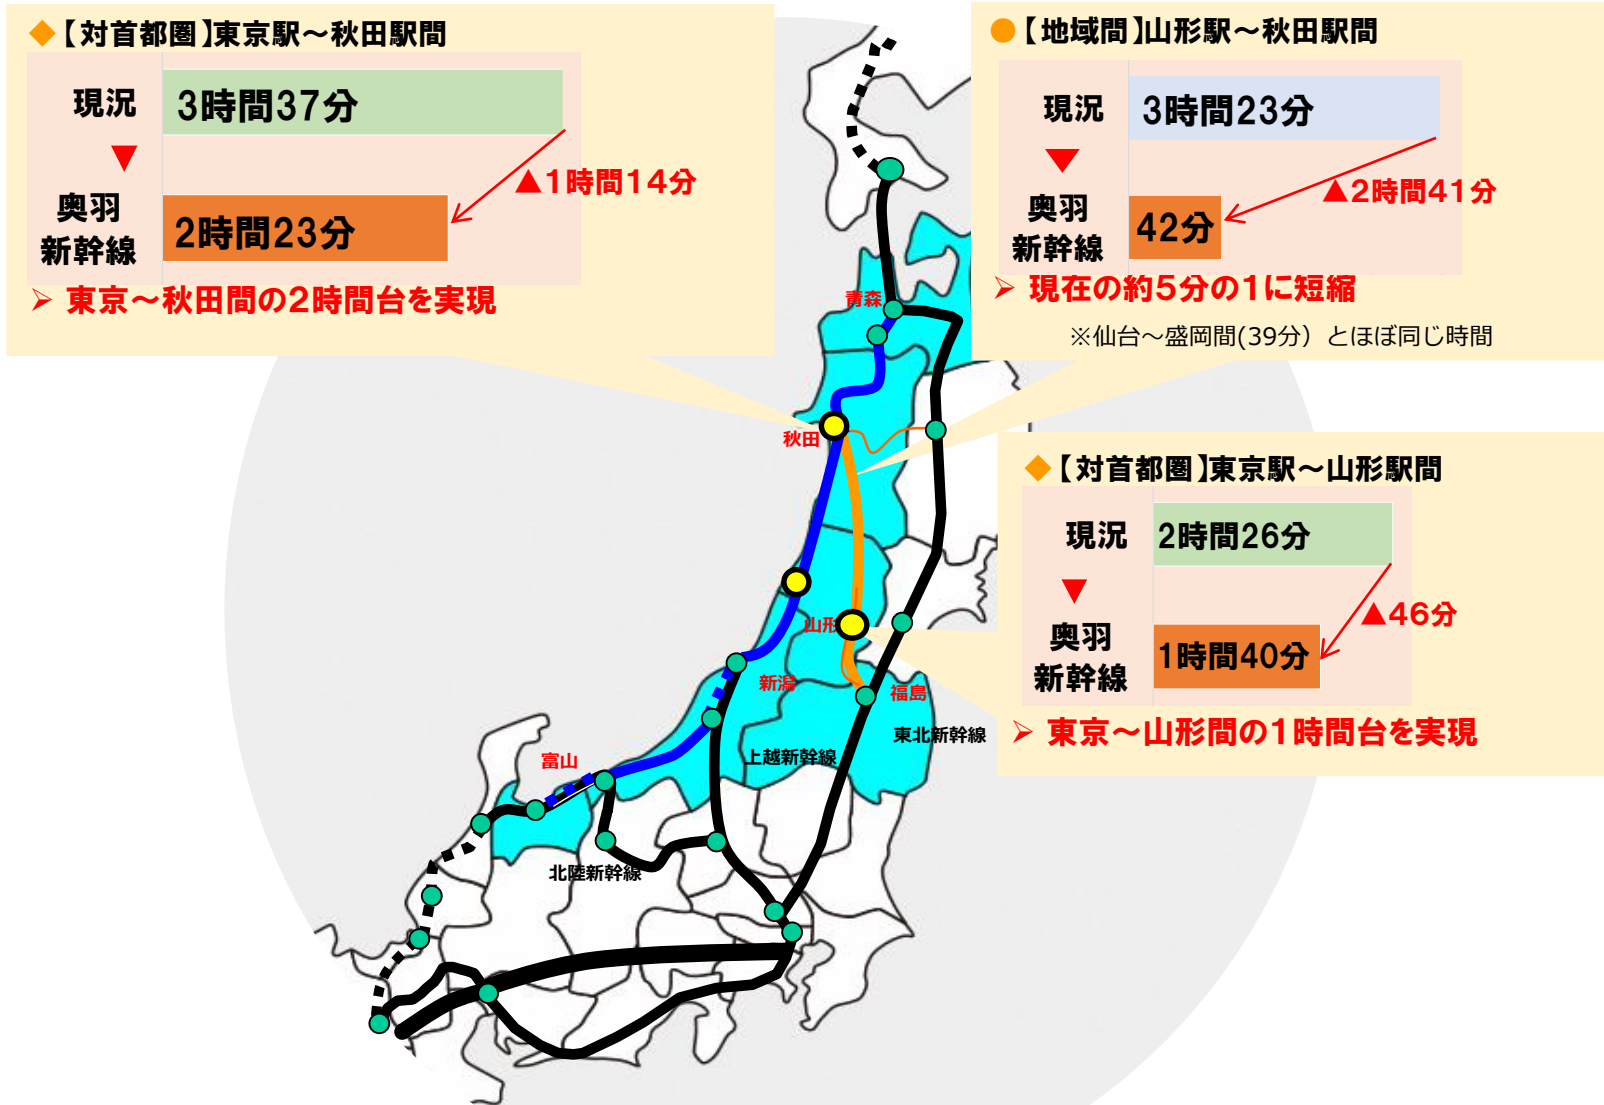 ◆【対首都圏】東京駅～秋田駅間
現況
3時間37分
▼
▲1時間14分
奥羽
新幹線
2時間23分
➢ 東京～秋田間の2時間台を実現
●【地域間】山形駅～秋田駅間
現況
3時間23分
▼
▲2時間41分
奥羽
新幹線
42分
➢ 現在の約5分の1に短縮
※仙台～盛岡間(39分）とほぼ同じ時間
◆【対首都圏】東京駅～山形駅間
現況
2時間26分
▼
▲46分
奥羽
新幹線
1時間40分
➢ 東京～山形間の1時間台を実現
青森
秋田
山形
新潟
福島
東北新幹線
上越新幹線
富山
北陸新幹線